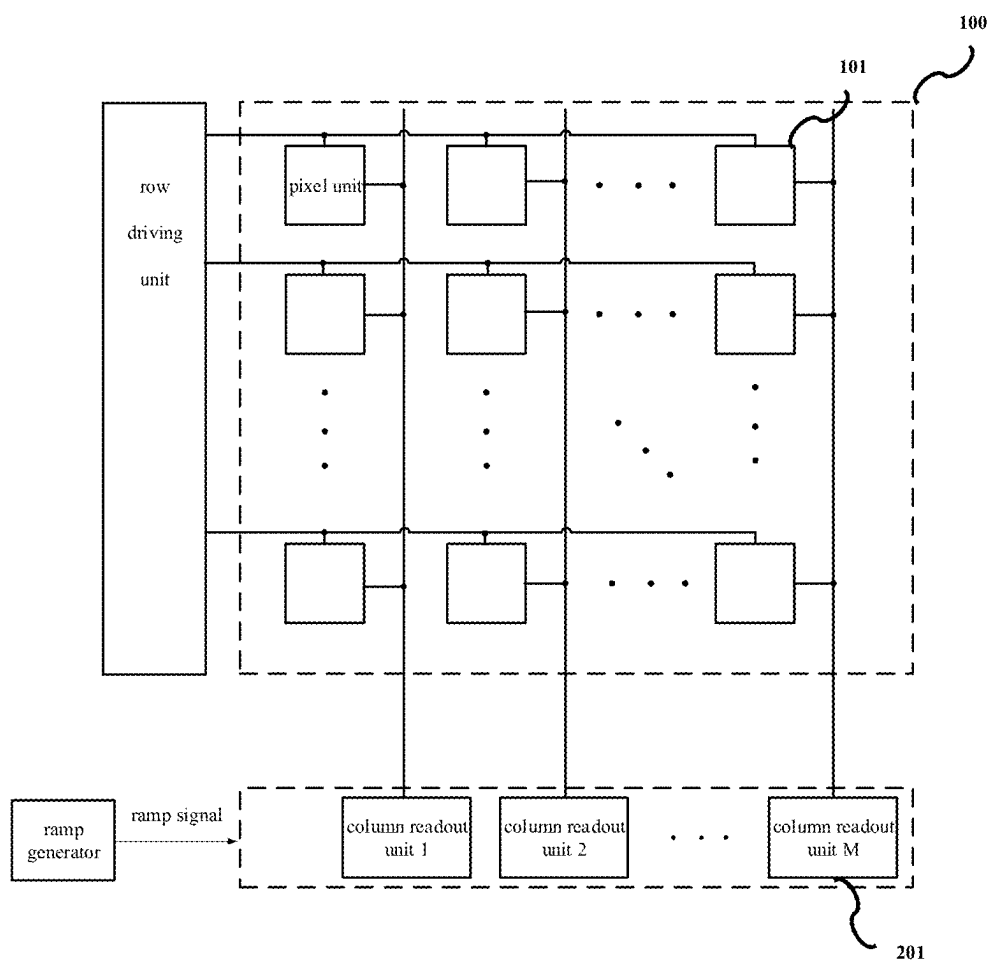 100
101
row
driving
unit
pixel unit
ramp
generator
ramp signal
column readout
unit 1
column readout
unit 2
column readout
unit M
201